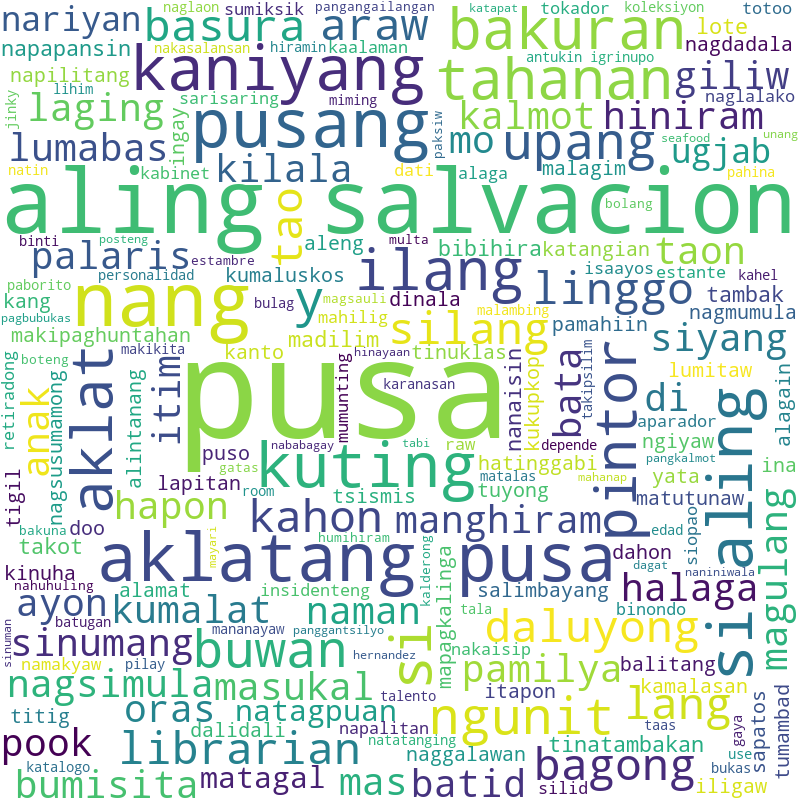 naglaon sumiksik pangangailangan katapat koleksiyon totoo
nariyan basura araw bakuran tokador lote
nakasalansan hiramin kaalaman nagdadala
napapansin kaniyang antukin igrinupo
napilitang tahanan giliw
lihim sarisaring miming naglalako
jinky laging ingay pusang kalmot hiniram
lumabas kilala paksiw mo upang ugjab seafood unang
natin kabinet dati alaga malagim pahina
aling salvacion bolang
binti posteng estambre tao aleng multa bibihira katangian taon
palaris personalidad kumaluskos ilang isaayos estante kahel
paborito linggo tambak
kang nang bulag y magsauli dinala malambing nagmumula
pagbubukas mahilig silang pamahiin siyang
makipaghuntahan madilim
boteng makikita kanto hinayaan tinuklas nanaisin bata takipsilim lumitaw
retiradong aklat itim pusa karanasan kukupkop di aparador alagain
anak nagsusumamong alintanang puso mumunting depende pintor ngiyaw
nababagay tabi raw hatinggabi pangkalmot
tigil gatas kuting matalas mahanap yata ina
lapitan room tsismis tuyong matutunaw aling
hapon kahon manghiram edad siopao
bakuna doo humihiram
takot mayari aklatang pusa dahon dagat naniniwala
kinuha nahuhuling kalderong magulang
alamat insidenteng salimbayang halaga
ayon batugan kumalat naman tala binondo
sinuman mananayaw panggantsilyo si mapagkalinga daluyong si
sinumang buwan nakaisip balitang
namakyaw pilay hernandez pamilya
nagsimula masukal itapon kamalasan
titig oras natagpuan talento ngunit lang tumambad
dalidali napalitan taas gaya sapatos
pook librarian natatanging naggalawan tinatambakan
katalogo use
bumisita matagal mas batid bagong bukas iligaw
silid